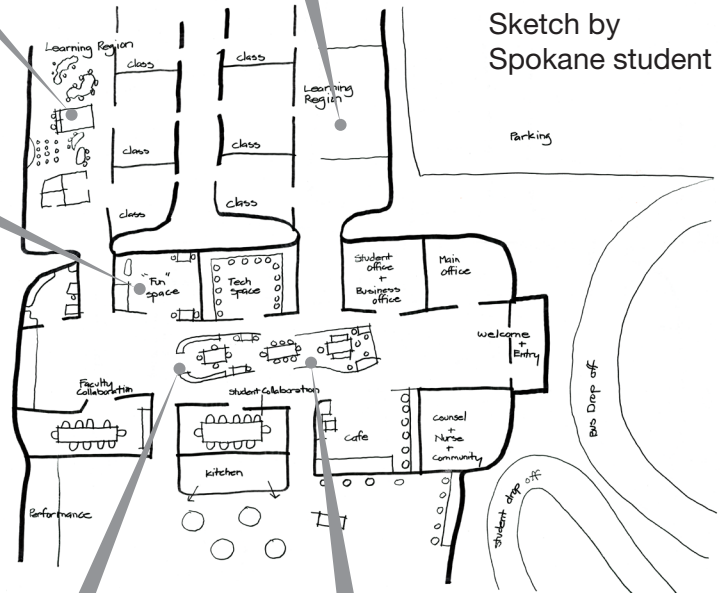 Sketch by
Spokane student
Learning Region
class
class
Learning
Region
class
class
class
class
Parking
"Fun"
space
Tech
space
Student
office
+
Business
office
Main
office
welcome
+
Entry
Bus Drop off
Faculty
Collaboration
Student Collaboration
Cafe
Counsel
+
Nurse
+
Community
Kitchen
Performance
student drop off